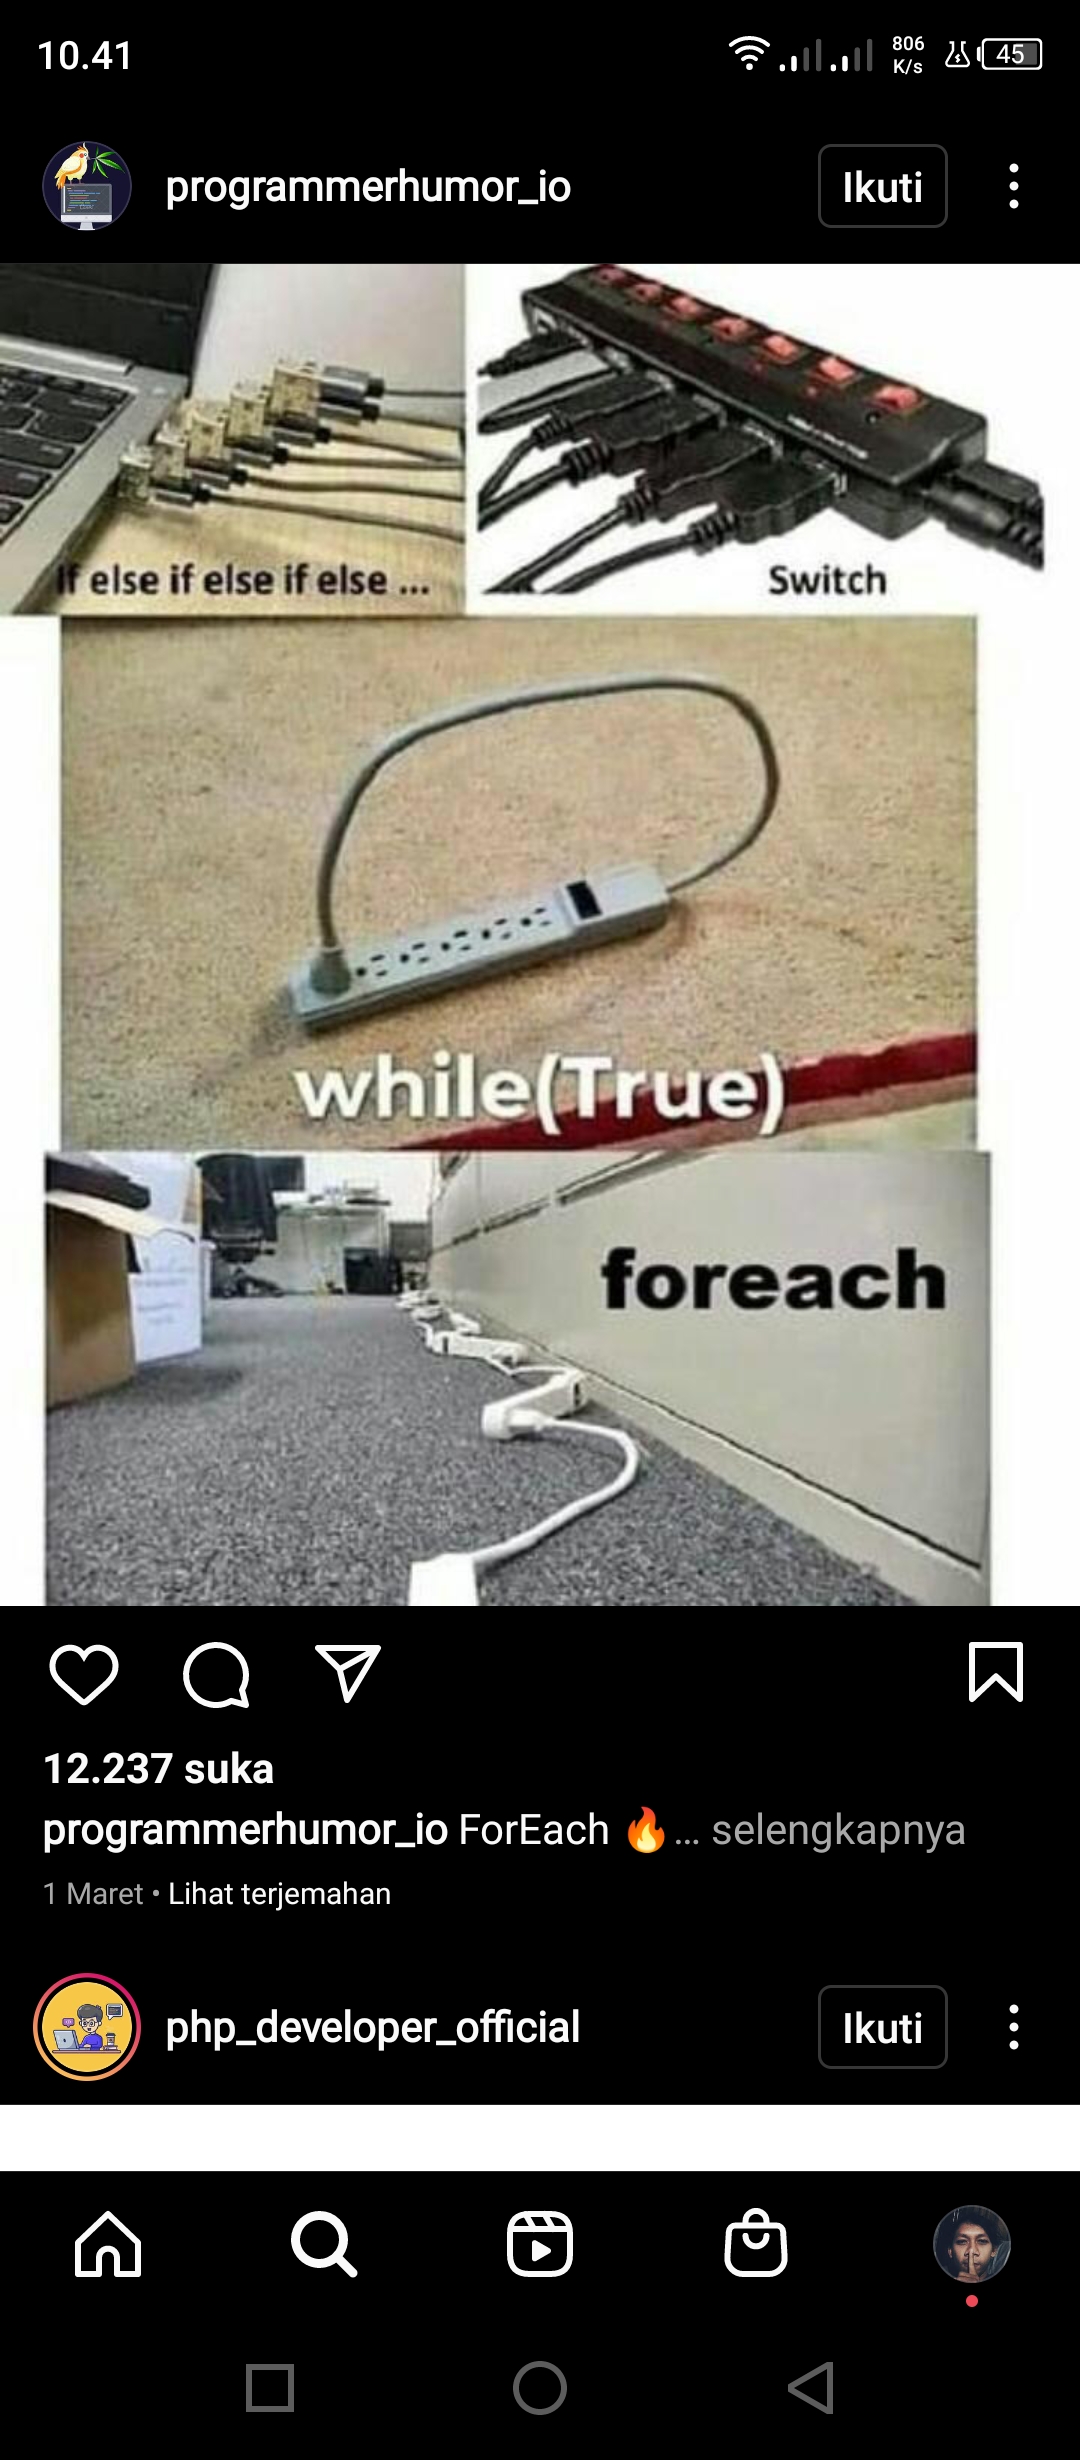 10.41
806
K/s
45
programmerhumor_io
Ikuti
If else if else if else ...
Switch
while(True)
foreach
12.237 suka
programmerhumor_io ForEach 🔥... selengkapnya
1 Maret • Lihat terjemahan
php_developer_official
Ikuti